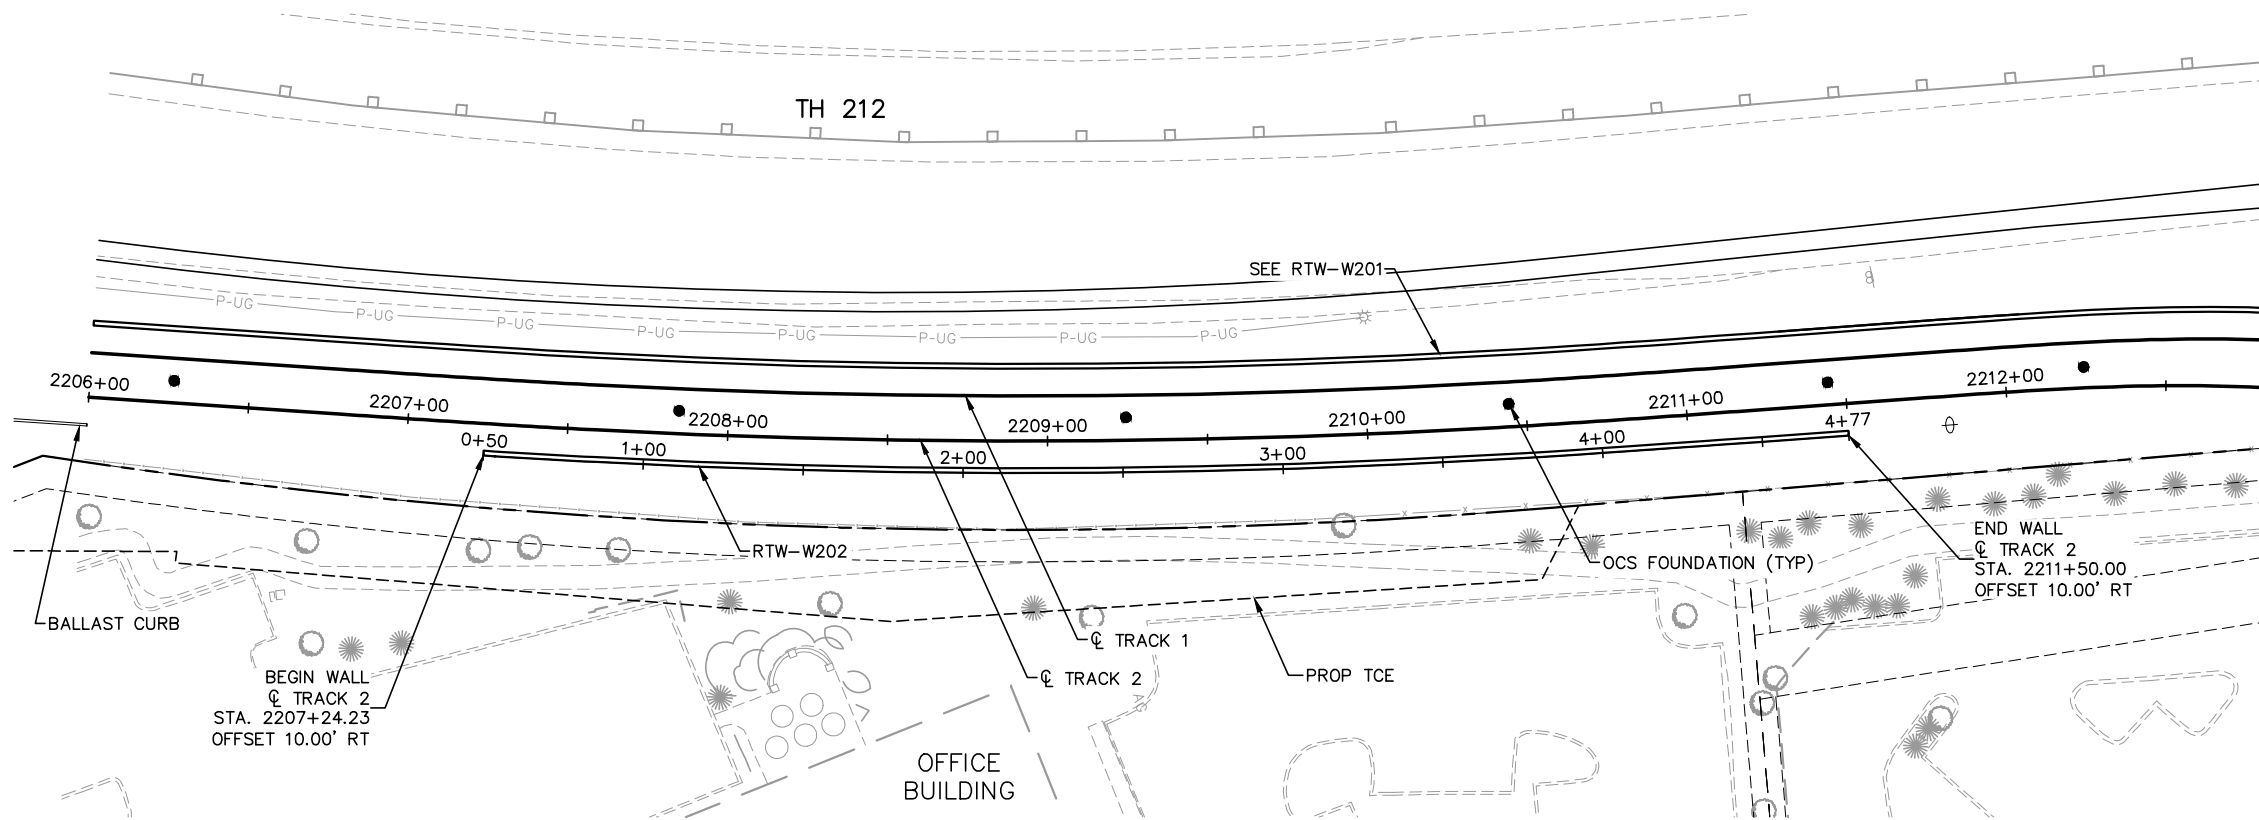 TH 212
SEE RTW-W201
P-UG
P-UG
P-UG
P-UG
P-UG
P-UG
P-UG
P-UG
2206+00
2207+00
2208+00
2209+00
2210+00
2211+00
2212+00
0+50
1+00
2+00
3+00
4+00
4+77
RTW-W202
OCS FOUNDATION (TYP)
END WALL
℄ TRACK 2
STA. 2211+50.00
OFFSET 10.00' RT
BALLAST CURB
℄ TRACK 1
℄ TRACK 2
PROP TCE
BEGIN WALL
℄ TRACK 2
STA. 2207+24.23
OFFSET 10.00' RT
OFFICE
BUILDING